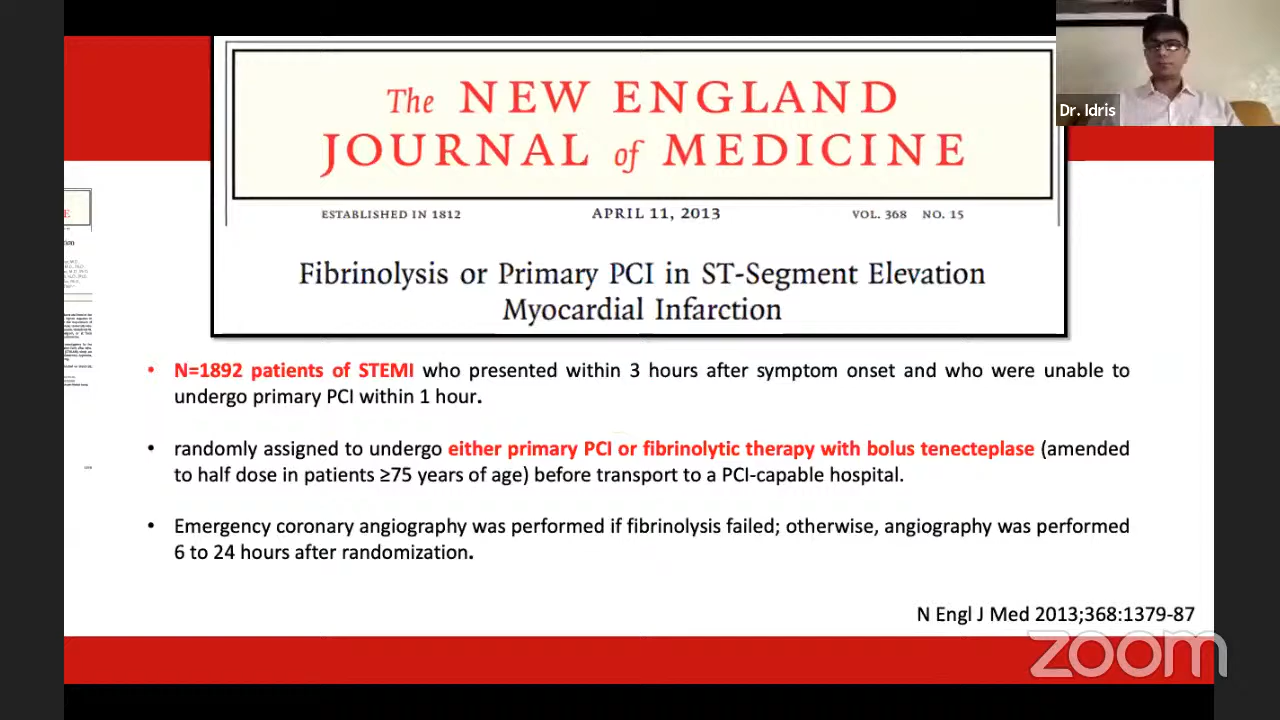 The NEW ENGLAND
JOURNAL of MEDICINE
ESTABLISHED IN 1812
APRIL 11, 2013
VOL. 368 NO. 15
Fibrinolysis or Primary PCI in ST-Segment Elevation
Myocardial Infarction
Dr. Idris
• N=1892 patients of STEMI who presented within 3 hours after symptom onset and who were unable to
undergo primary PCI within 1 hour.
• randomly assigned to undergo either primary PCI or fibrinolytic therapy with bolus tenecteplase (amended
to half dose in patients ≥75 years of age) before transport to a PCI-capable hospital.
• Emergency coronary angiography was performed if fibrinolysis failed; otherwise, angiography was performed
6 to 24 hours after randomization.
N Engl J Med 2013;368:1379-87
zoom